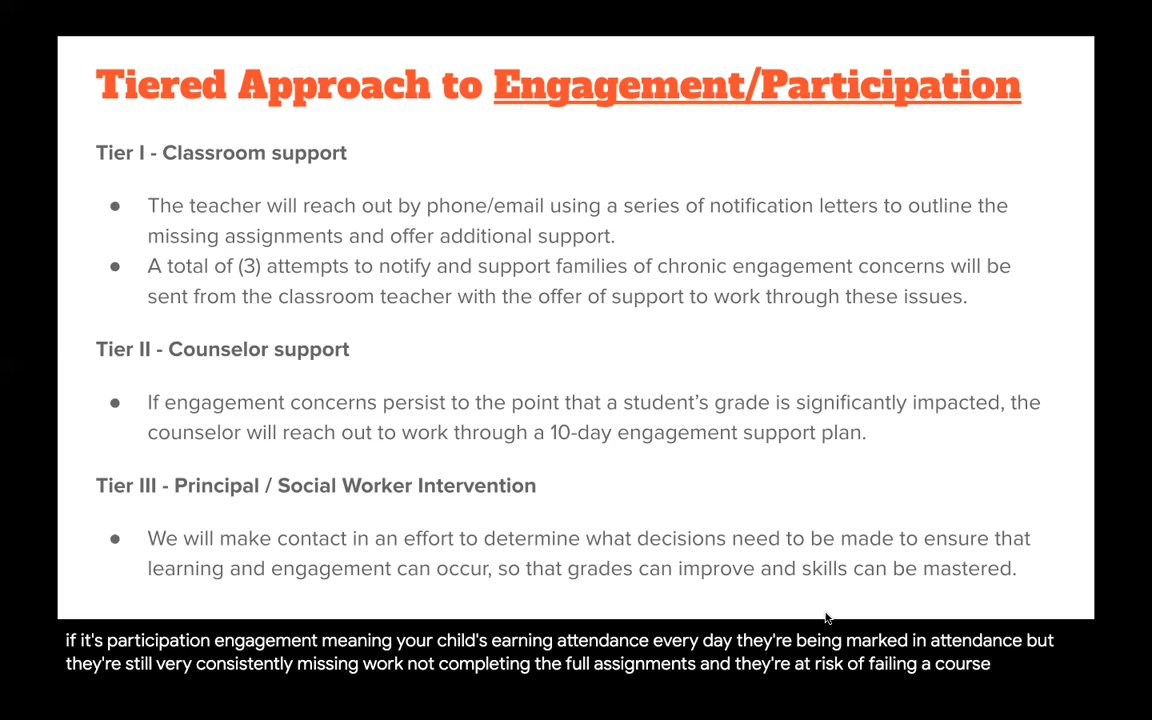 Tiered Approach to Engagement/Participation
Tier I - Classroom support
● The teacher will reach out by phone/email using a series of notification letters to outline the
missing assignments and offer additional support.
● A total of (3) attempts to notify and support families of chronic engagement concerns will be
sent from the classroom teacher with the offer of support to work through these issues.
Tier II - Counselor support
● If engagement concerns persist to the point that a student’s grade is significantly impacted, the
counselor will reach out to work through a 10-day engagement support plan.
Tier III - Principal / Social Worker Intervention
● We will make contact in an effort to determine what decisions need to be made to ensure that
learning and engagement can occur, so that grades can improve and skills can be mastered.
if it's participation engagement meaning your child's earning attendance every day they're being marked in attendance but
they're still very consistently missing work not completing the full assignments and they're at risk of failing a course